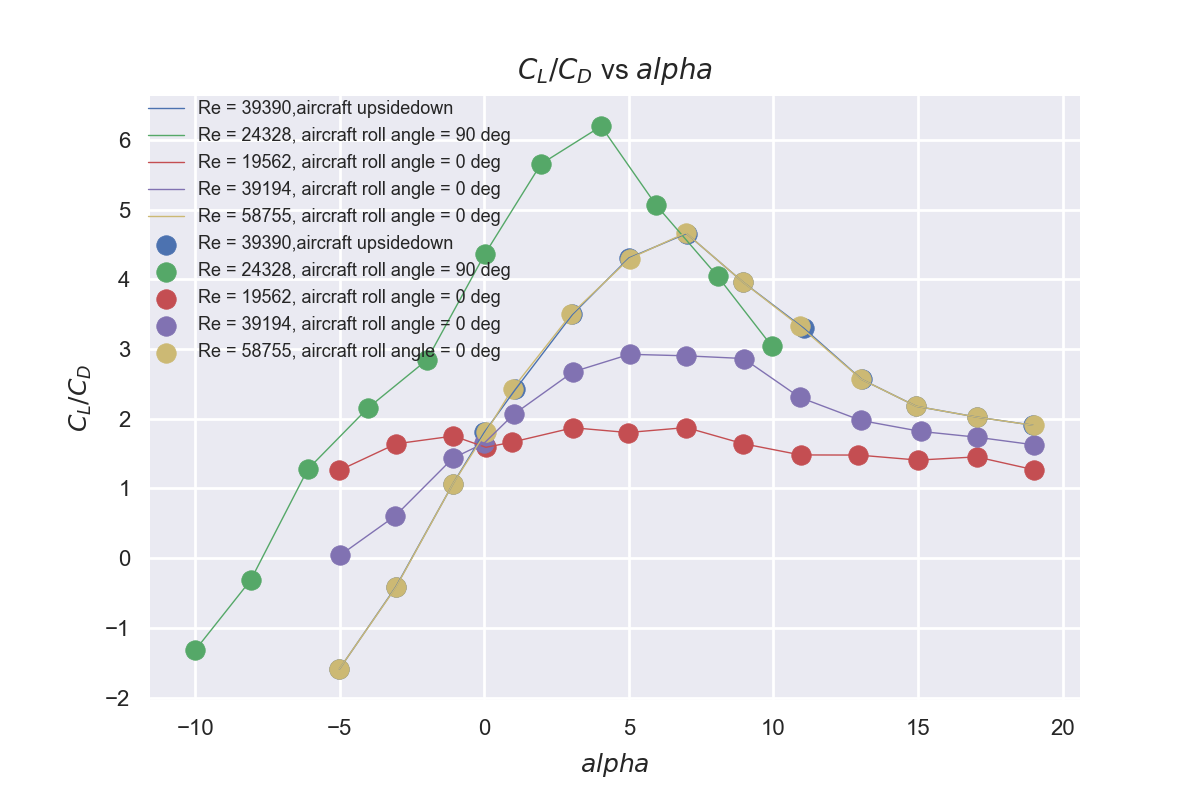 C_L/C_D vs alpha
Re = 39390,aircraft upsidedown
Re = 24328, aircraft roll angle = 90 deg
Re = 19562, aircraft roll angle = 0 deg
Re = 39194, aircraft roll angle = 0 deg
Re = 58755, aircraft roll angle = 0 deg
Re = 39390,aircraft upsidedown
Re = 24328, aircraft roll angle = 90 deg
Re = 19562, aircraft roll angle = 0 deg
Re = 39194, aircraft roll angle = 0 deg
Re = 58755, aircraft roll angle = 0 deg
C_L/C_D
6
5
4
3
2
1
0
−1
−2
−10 −5 0 5 10 15 20
alpha